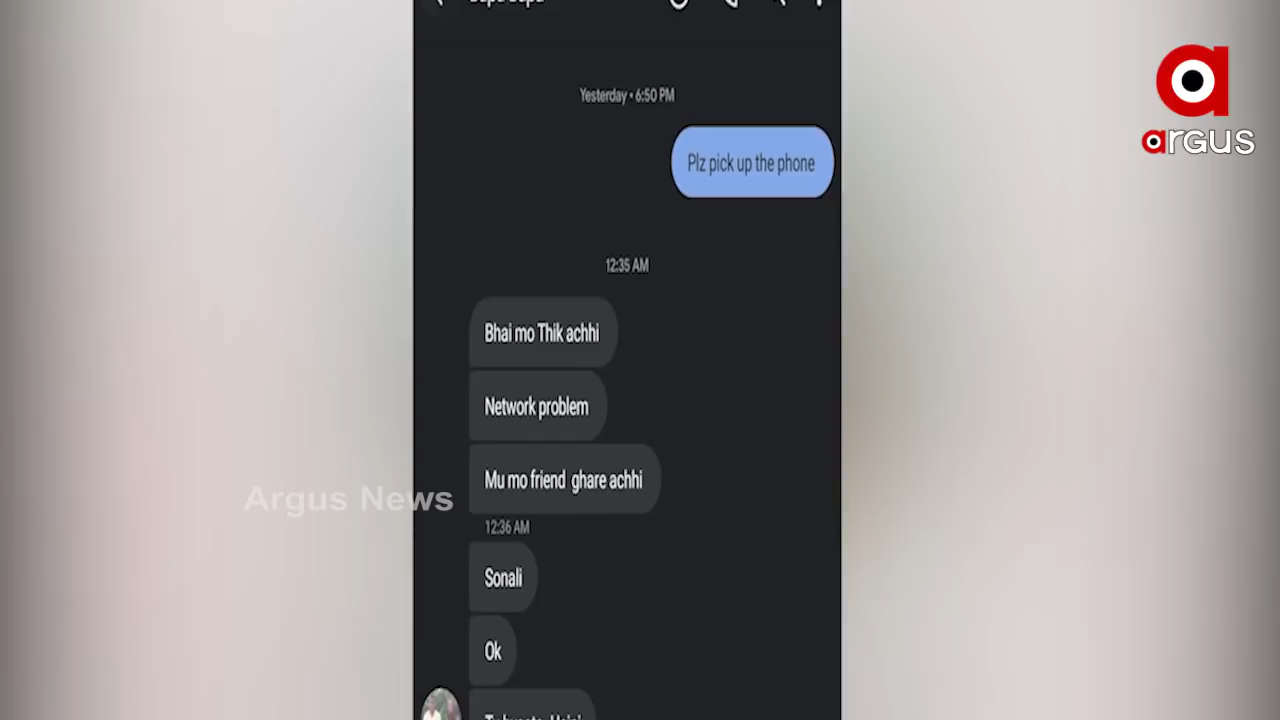 Yesterday • 6:50 PM
Plz pick up the phone
12:35 AM
Bhai mo Thik achhi
Network problem
Mu mo friend ghare achhi
12:36 AM
Sonali
Ok
argus
Argus News